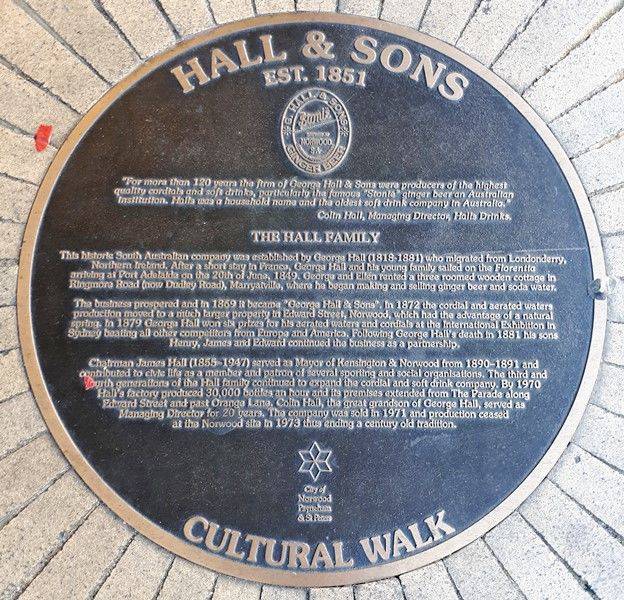 HALL & SONS
EST. 1851
G. HALL & SONS
NORWOOD
S.A.
GINGER BEER
"For more than 120 years the firm of George Hall & Sons were producers of the highest
quality cordials and soft drinks, particularly the famous "Stonie" ginger beer an Australian
institution. Halls was a household name and the oldest soft drink company in Australia."
Colin Hall, Managing Director, Halls Drinks.
THE HALL FAMILY
This historic South Australian company was established by George Hall (1818-1881) who migrated from Londonderry,
Northern Ireland. After a short stay in France, George Hall and his young family sailed on the Florentia
arriving at Port Adelaide on the 20th of June, 1849. George and Ellen rented a three roomed wooden cottage in
Ringmore Road (now Dudley Road), Marryatville, where he began making and selling ginger beer and soda water.
The business prospered and in 1869 it became "George Hall & Sons". In 1872 the cordial and aerated waters
production moved to a much larger property in Edward Street, Norwood, which had the advantage of a natural
spring. In 1879 George Hall won six prizes for his aerated waters and cordials at the International Exhibition in
Sydney beating all other competitors from Europe and America. Following George Hall's death in 1881 his sons
Henry, James and Edward continued the business as a partnership.
Chairman James Hall (1855-1947) served as Mayor of Kensington & Norwood from 1890-1891 and
contributed to civic life as a member and patron of several sporting and social organisations. The third and
fourth generations of the Hall family continued to expand the cordial and soft drink company. By 1970
Hall's factory produced 30,000 bottles an hour and its premises extended from The Parade along
Edward Street and past Orange Lane. Colin Hall, the great grandson of George Hall, served as
Managing Director for 20 years. The company was sold in 1971 and production ceased
at the Norwood site in 1973 thus ending a century old tradition.
City of
Norwood
Payneham
& St Peters
CULTURAL WALK